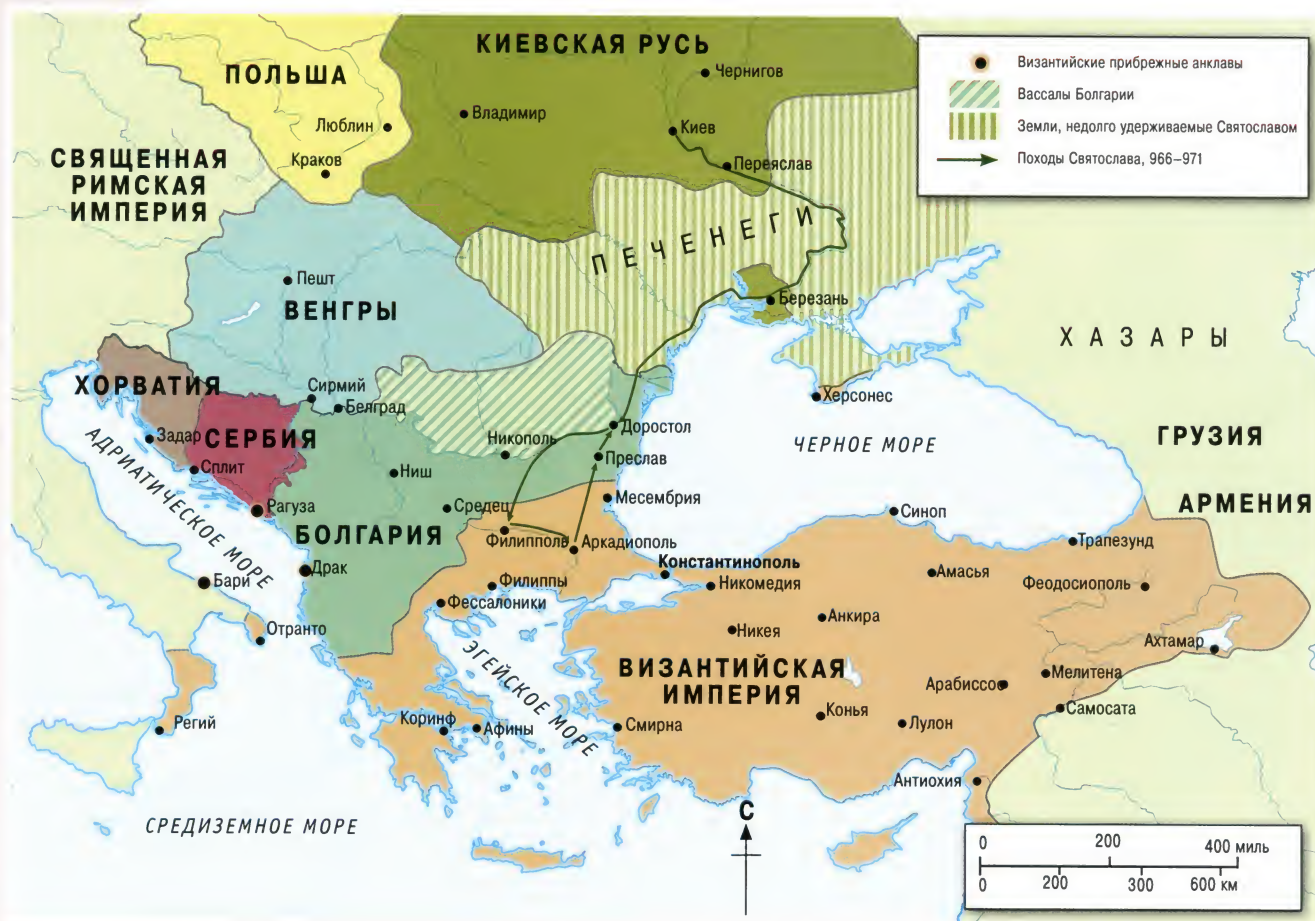 КИЕВСКАЯ РУСЬ
ПОЛЬША
Чернигов
Владимир
Люблин
Киев
Краков
Переяслав
СВЯЩЕННАЯ
РИМСКАЯ
ИМПЕРИЯ
ПЕЧЕНЕГИ
Византийские прибрежные анклавы
Вассалы Болгарии
Земли, недолго удерживаемые Святославом
Походы Святослава, 966–971
Пешт
ВЕНГРЫ
Березань
ХАЗАРЫ
ХОРВАТИЯ
Сирмий
Белград
Херсонес
Задар
СЕРБИЯ
Никополь
Доростол
ЧЕРНОЕ МОРЕ
ГРУЗИЯ
Сплит
Ниш
Преслав
АДРИАТИЧЕСКОЕ МОРЕ
Рагуза
Средец
Месембрия
Синоп
АРМЕНИЯ
БОЛГАРИЯ
Филипполь
Аркадиополь
Трапезунд
Константинополь
Драк
Бари
Филиппы
Никомедия
Амасья
Феодосиополь
Фессалоники
Отранто
Никея
Анкира
Ахтамар
ЭГЕЙСКОЕ МОРЕ
ВИЗАНТИЙСКАЯ
ИМПЕРИЯ
Арабиссос
Мелитена
Регий
Коринф
Афины
Смирна
Конья
Лулон
Самосата
Антиохия
СРЕДИЗЕМНОЕ МОРЕ
С
0 200 400 миль
0 200 300 600 км